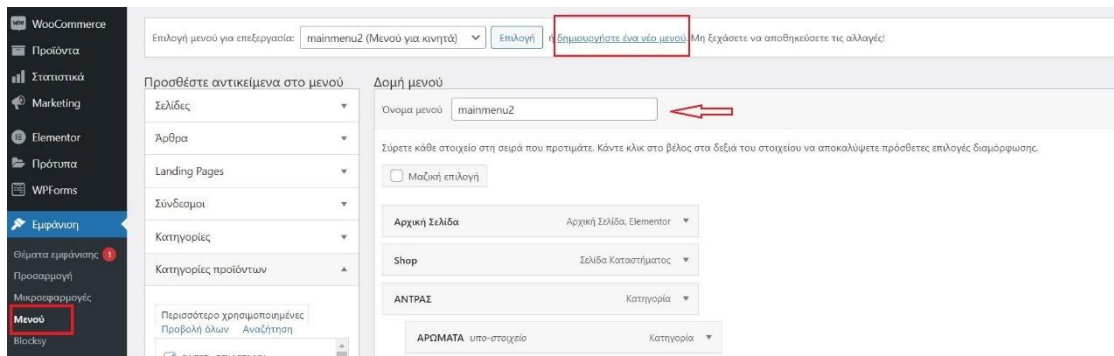 WooCommerce
Προϊόντα
Στατιστικά
Marketing
Elementor
Πρότυπα
WPForms
Εμφάνιση
Θέματα εμφάνισης 1
Προσαρμογή
Μικροεφαρμογές
Μενού
Blocksy
Επιλογή μενού για επεξεργασία: mainmenu2 (Μενού για κινητά) Επιλογή ή δημιουργήστε ένα νέο μενού. Μη ξεχάσετε να αποθηκεύσετε τις αλλαγές!
Προσθέστε αντικείμενα στο μενού
Σελίδες
Άρθρα
Landing Pages
Σύνδεσμοι
Κατηγορίες
Κατηγορίες προϊόντων
Περισσότερο χρησιμοποιημένες
Προβολή όλων Αναζήτηση
Δομή μενού
Όνομα μενού mainmenu2
Σύρετε κάθε στοιχείο στη σειρά που προτιμάτε. Κάντε κλικ στο βέλος στα δεξιά του στοιχείου να αποκαλύψετε πρόσθετες επιλογές διαμόρφωσης.
Μαζική επιλογή
Αρχική Σελίδα Αρχική Σελίδα, Elementor
Shop Σελίδα Καταστήματος
ΑΝΤΡΑΣ Κατηγορία
ΑΡΩΜΑΤΑ υπο-στοιχείο Κατηγορία